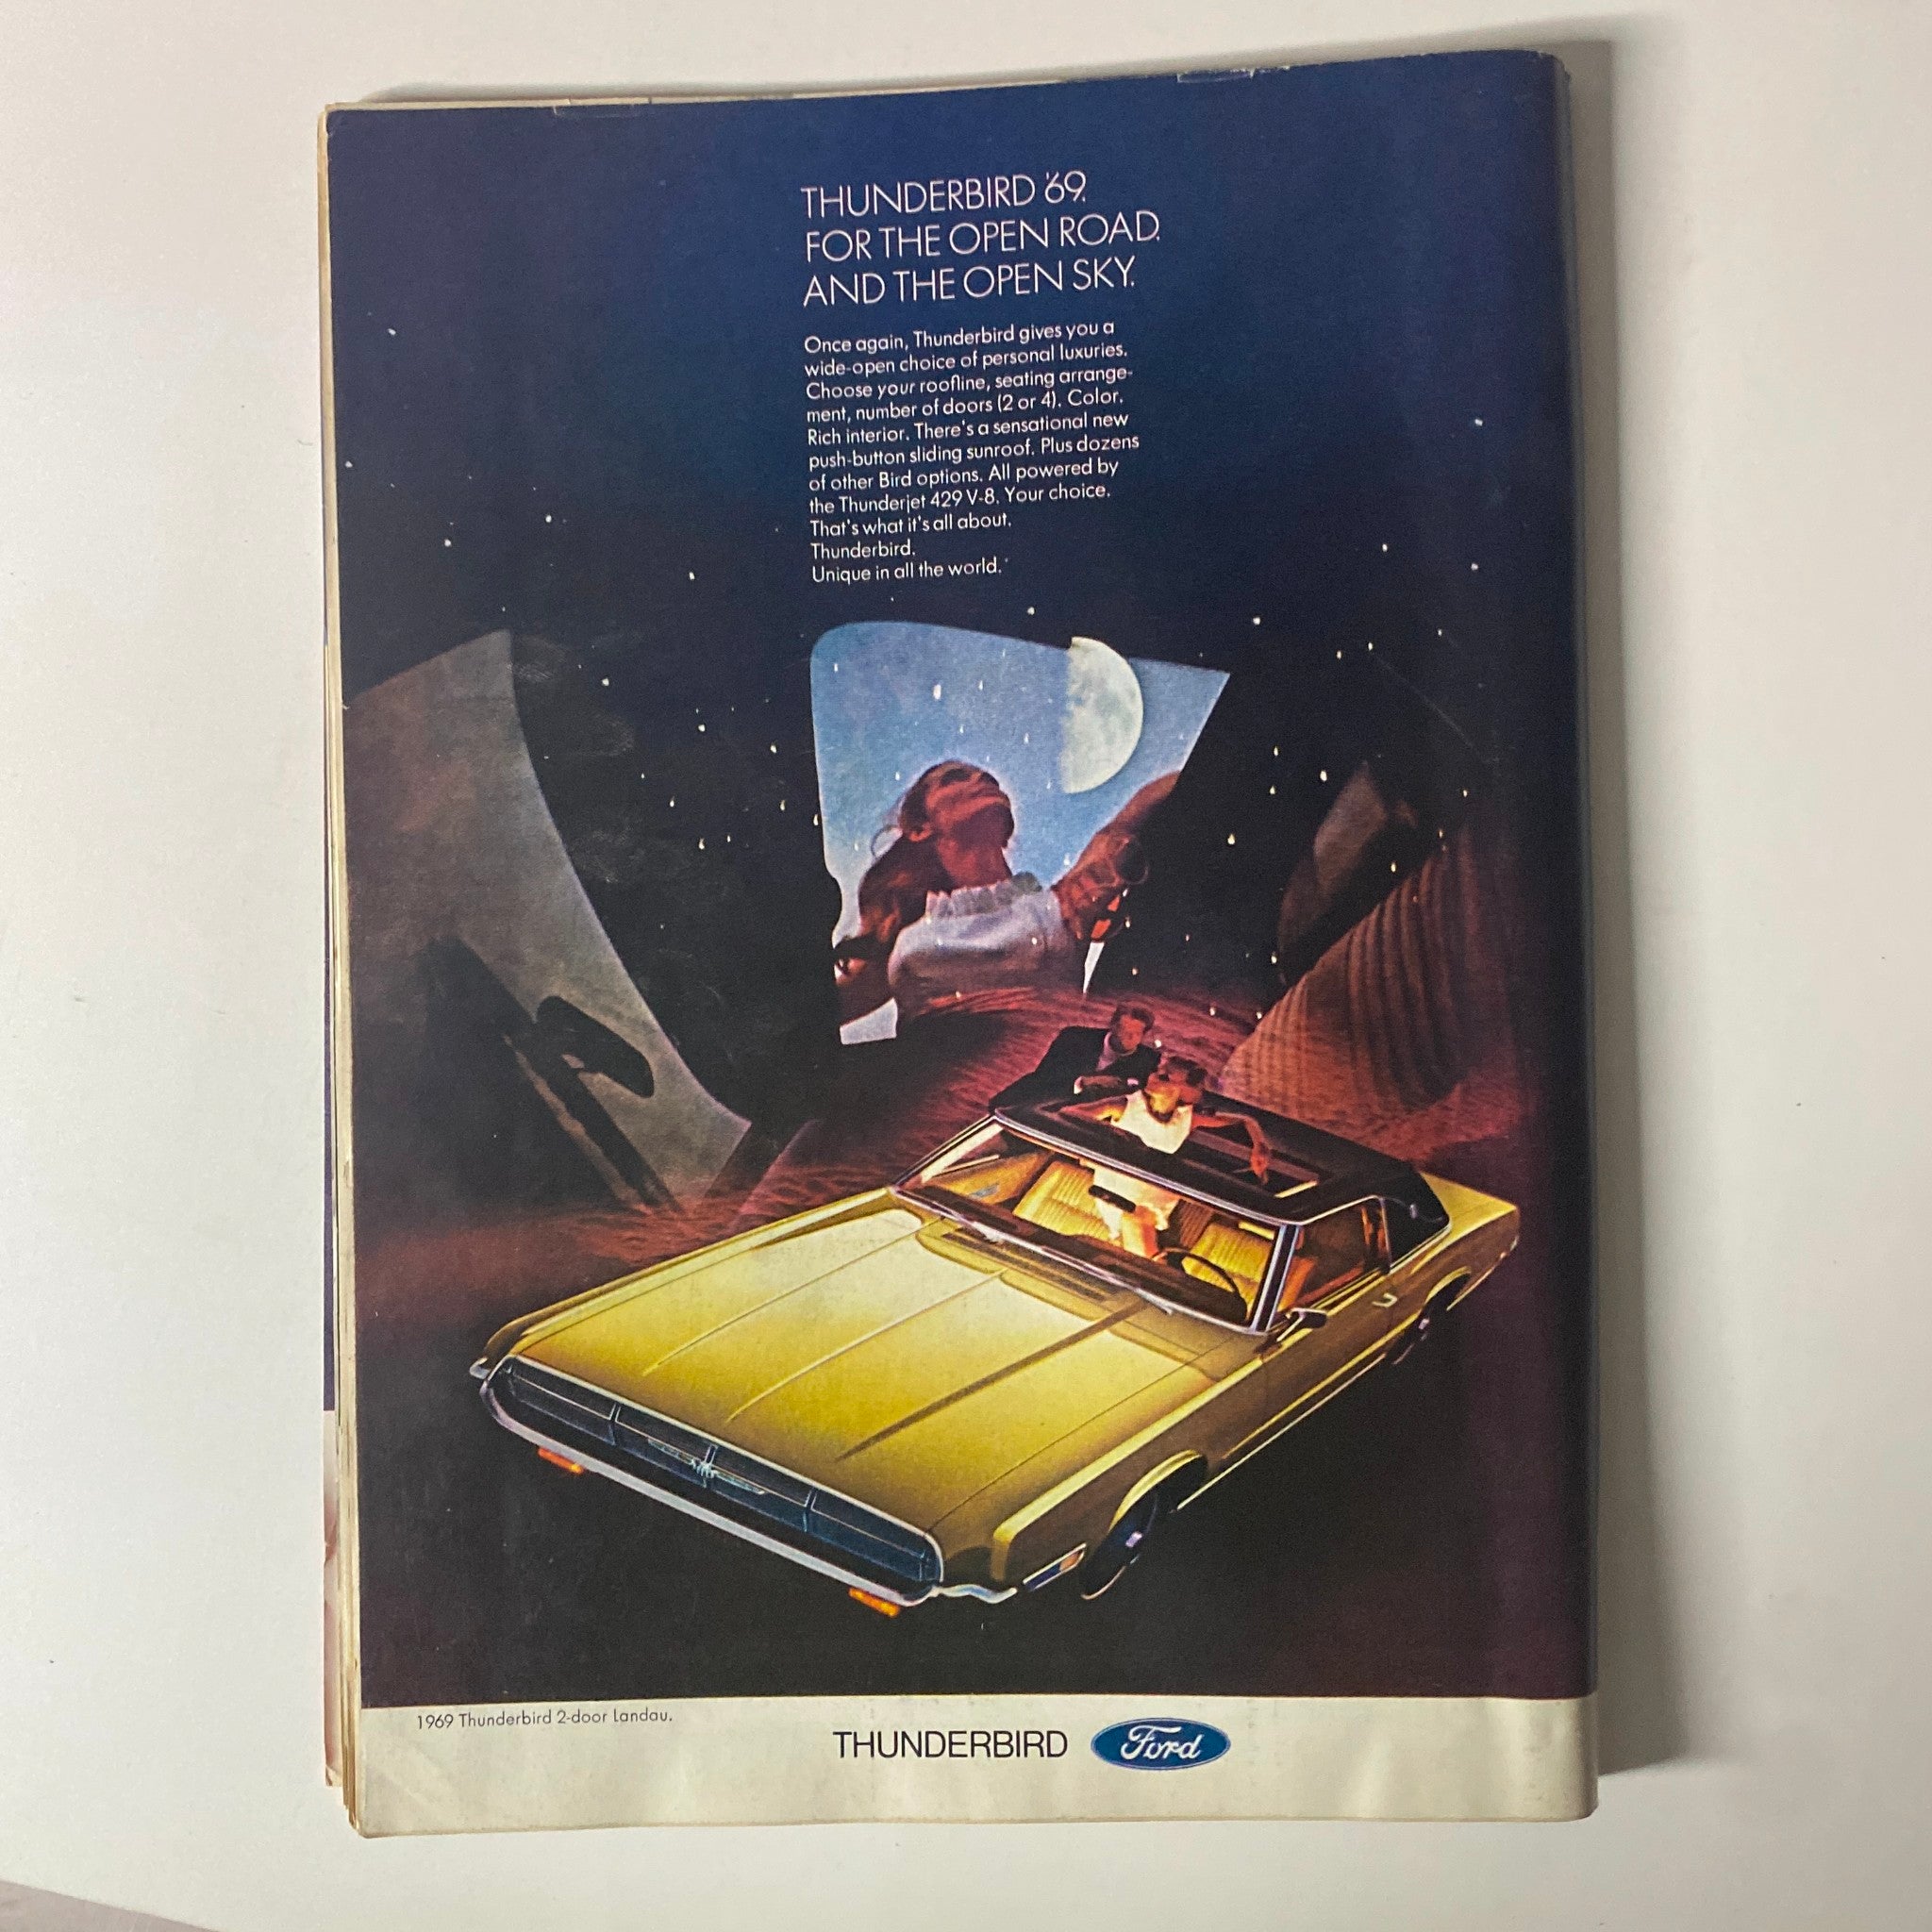 THUNDERBIRD '69.
FOR THE OPEN ROAD.
AND THE OPEN SKY.
Once again, Thunderbird gives you a
wide-open choice of personal luxuries.
Choose your roofline, seating arrange-
ment, number of doors (2 or 4). Color.
Rich interior. There's a sensational new
push-button sliding sunroof. Plus dozens
of other Bird options. All powered by
the Thunderjet 429 V-8. Your choice.
That's what it's all about.
Thunderbird.
Unique in all the world.
1969 Thunderbird 2-door Landau.
THUNDERBIRD Ford